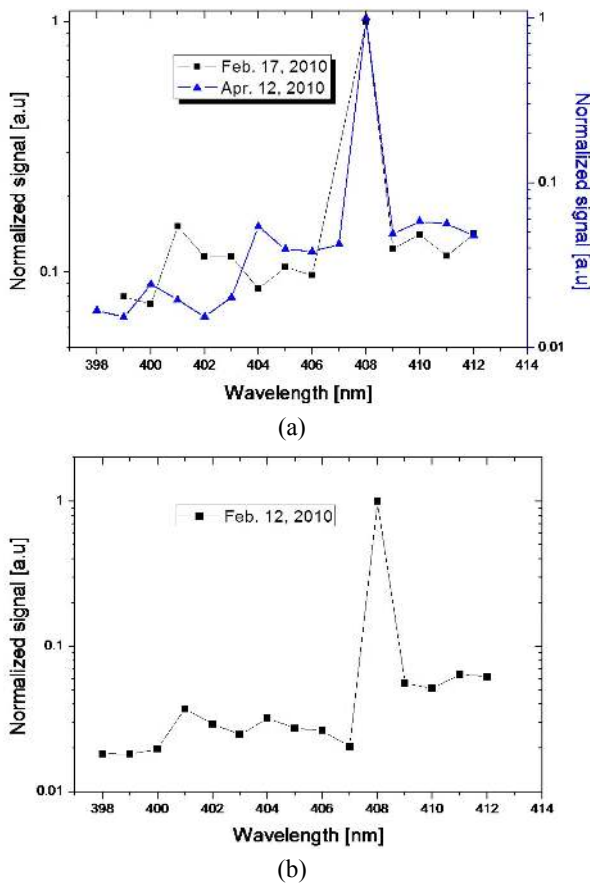 1
1
Feb. 17, 2010
Apr. 12, 2010
Normalized signal [a.u]
Normalized signal [a.u]
0.1
0.1
0.01
398 400 402 404 406 408 410 412 414
Wavelength [nm]
(a)
1
Feb. 12, 2010
Normalized signal [a.u]
0.1
0.01
398 400 402 404 406 408 410 412 414
Wavelength [nm]
(b)